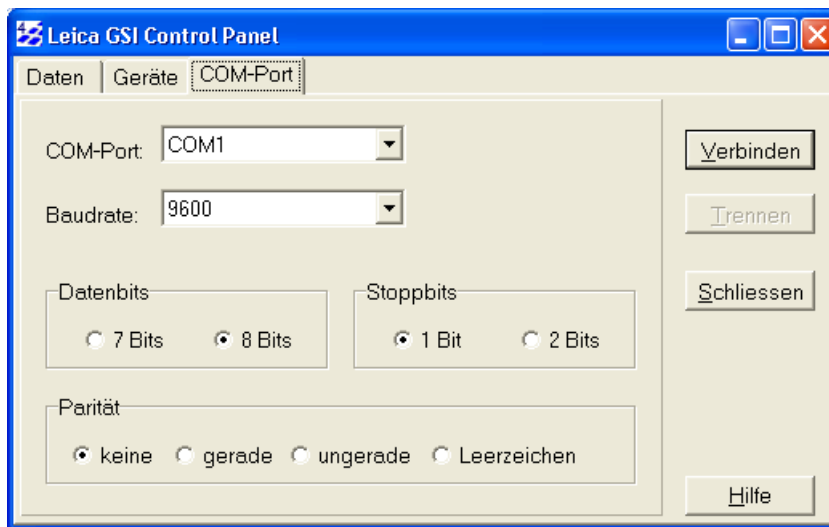 Leica GSI Control Panel
Daten Geräte COM-Port
COM-Port: COM1
Baudrate: 9600
Datenbits
7 Bits 8 Bits
Stoppbits
1 Bit 2 Bits
Parität
keine gerade ungerade Leerzeichen
Verbinden
Trennen
Schliessen
Hilfe